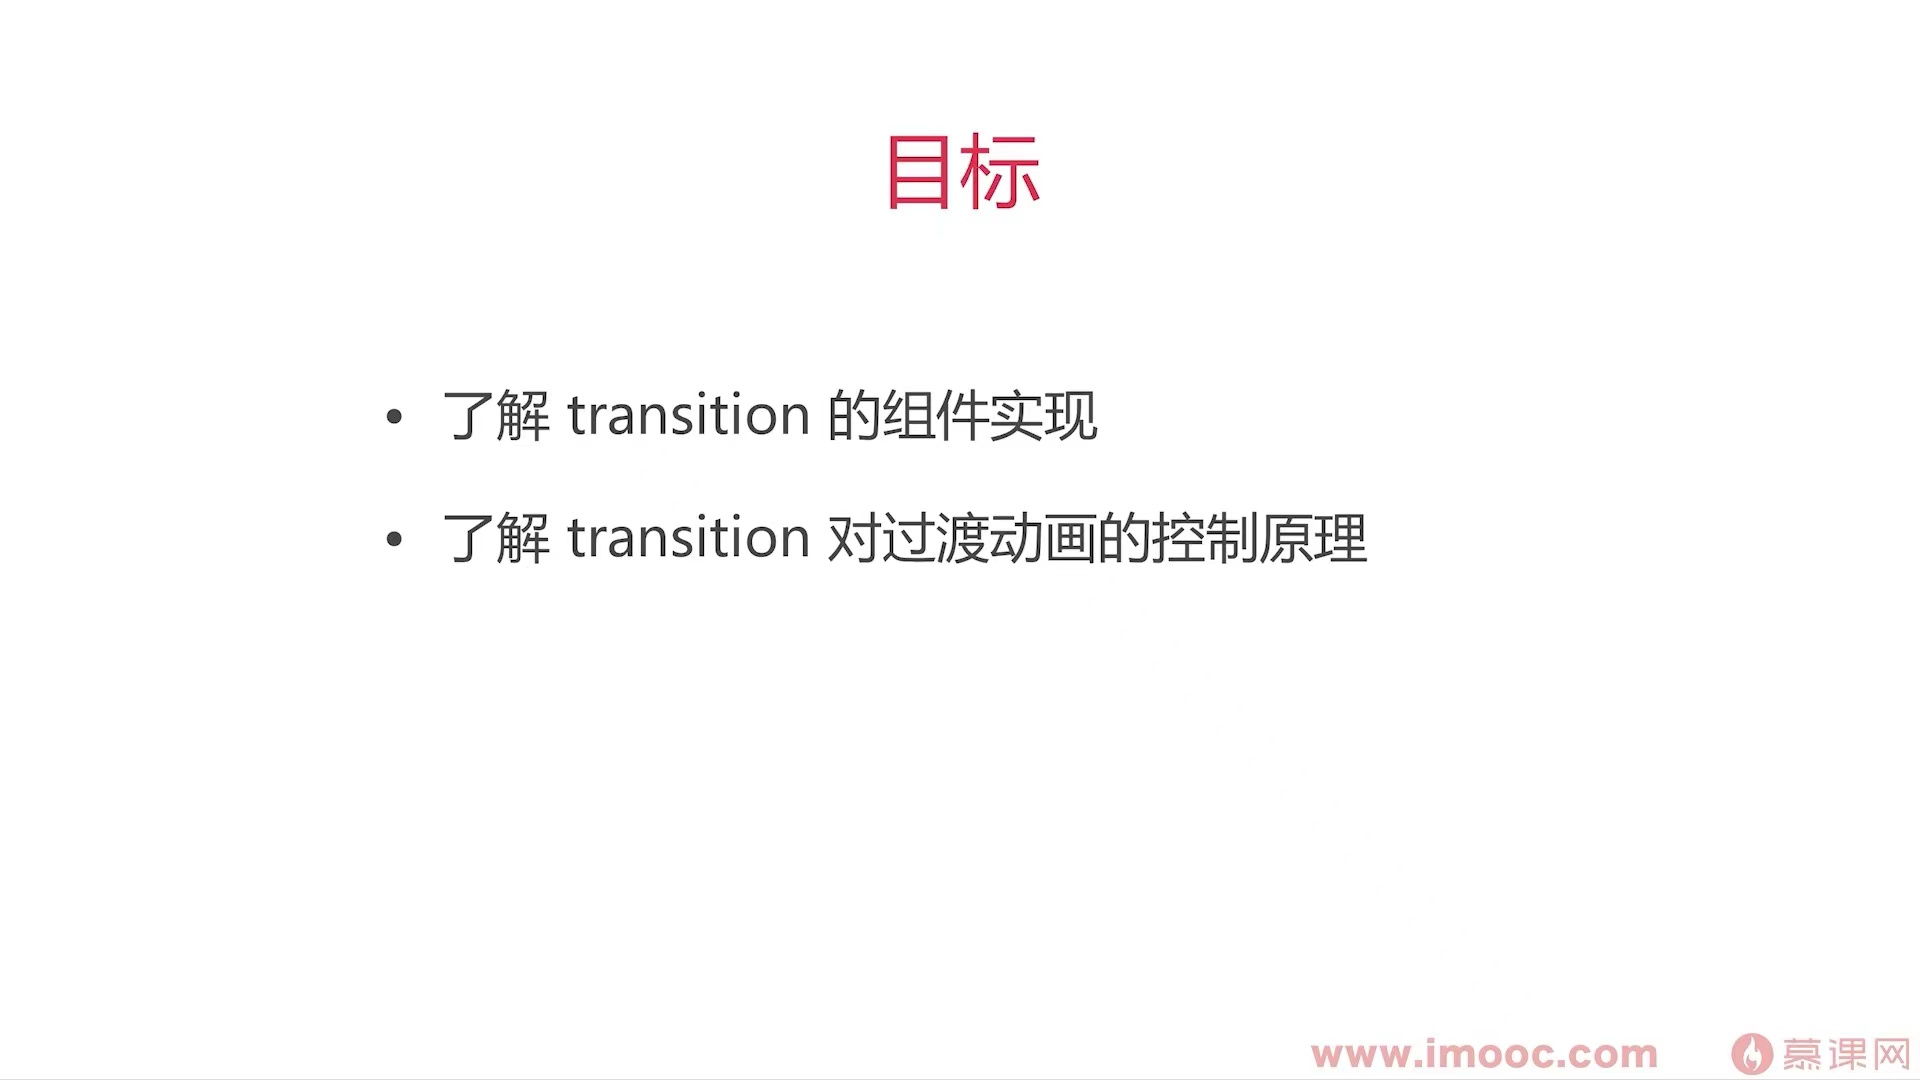 目标
• 了解 transition 的组件实现
• 了解 transition 对过渡动画的控制原理
www.imooc.com 慕课网